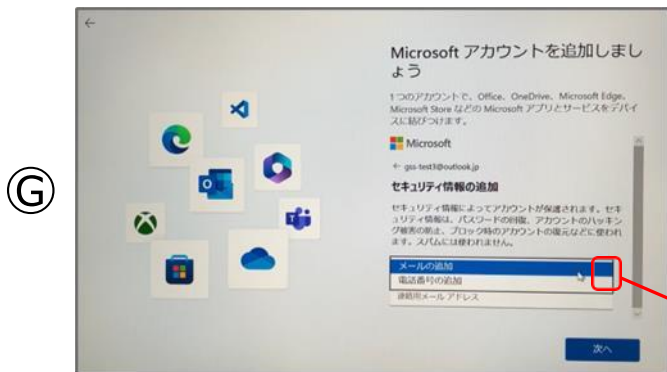 Ⓖ
←
Microsoft アカウントを追加しまし
ょう
1 つのアカウントで、Office、OneDrive、Microsoft Edge、
Microsoft Store などの Microsoft アプリとサービスをデバイ
スに結びつけます。
Microsoft
← gss-test3@outlook.jp
セキュリティ情報の追加
セキュリティ情報によってアカウントが保護されます。セキ
ュリティ情報は、パスワードの回復、アカウントのハッキン
グ被害の防止、ブロック時のアカウントの復元などに使われ
ます。スパムには使われません。
メールの追加
電話番号の追加
連絡用メール アドレス
次へ